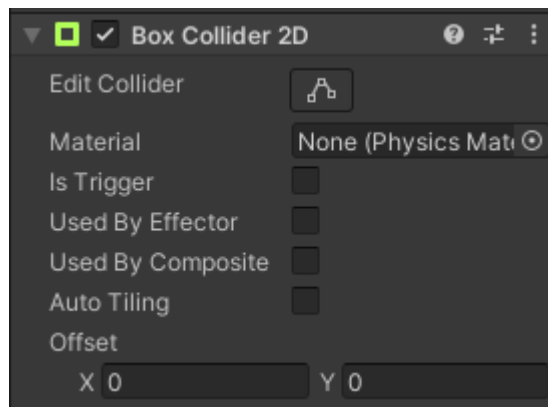 Box Collider 2D
Edit Collider
Material None (Physics Mate
Is Trigger
Used By Effector
Used By Composite
Auto Tiling
Offset
X 0 Y 0